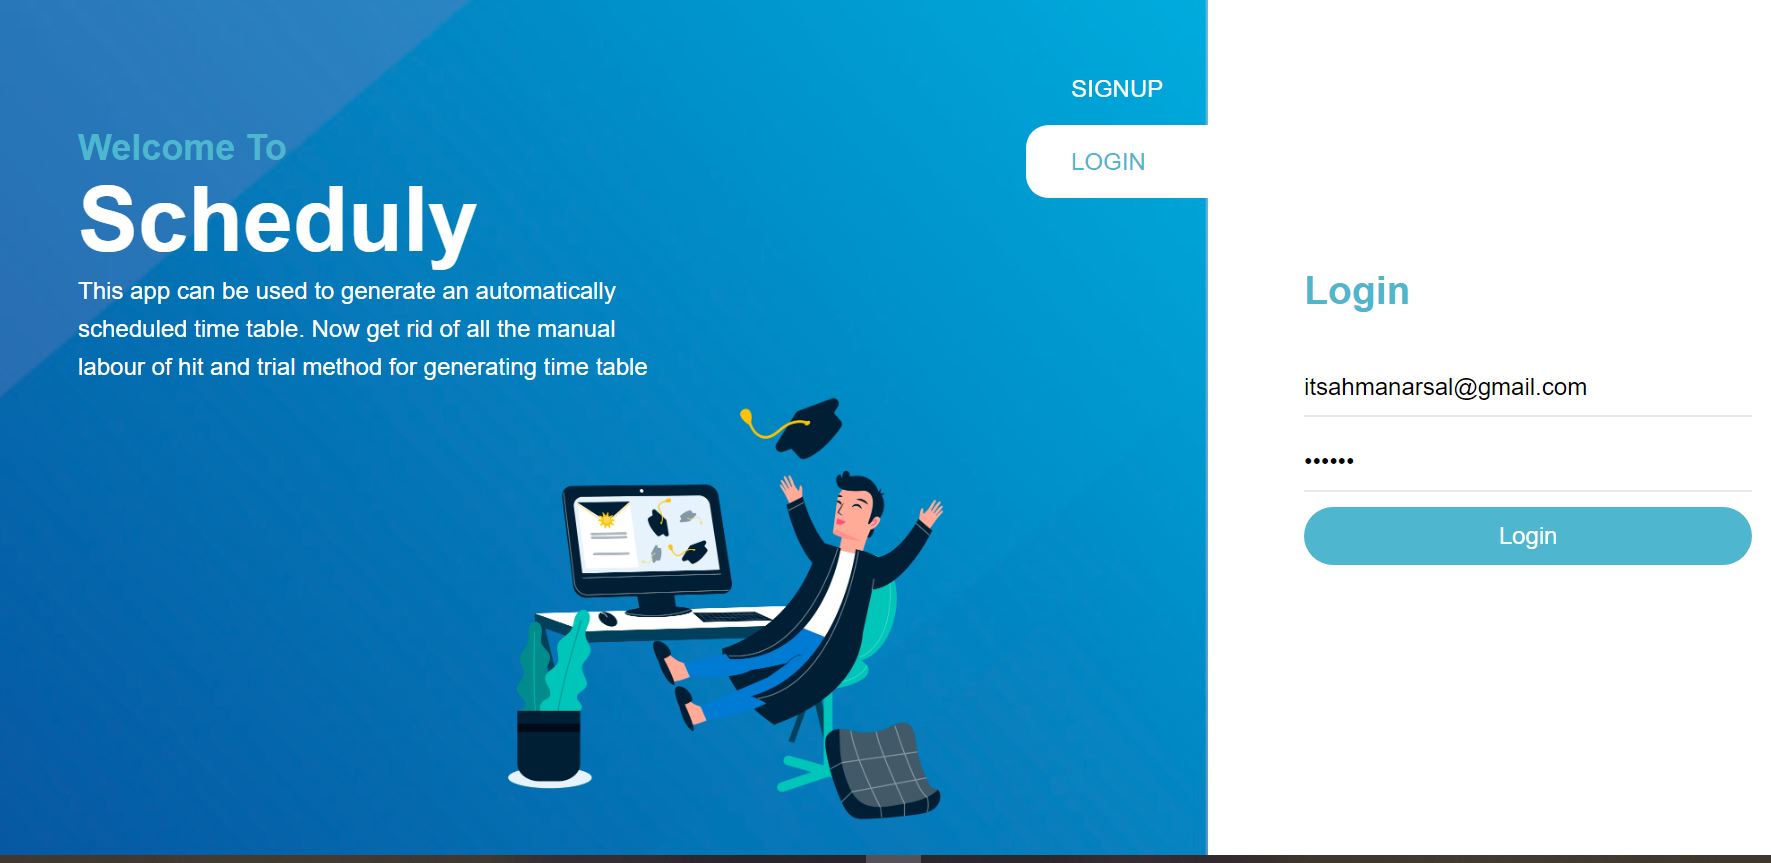 Welcome To
Scheduly
This app can be used to generate an automatically
scheduled time table. Now get rid of all the manual
labour of hit and trial method for generating time table
SIGNUP
LOGIN
Login
itsahmanarsal@gmail.com
••••••
Login